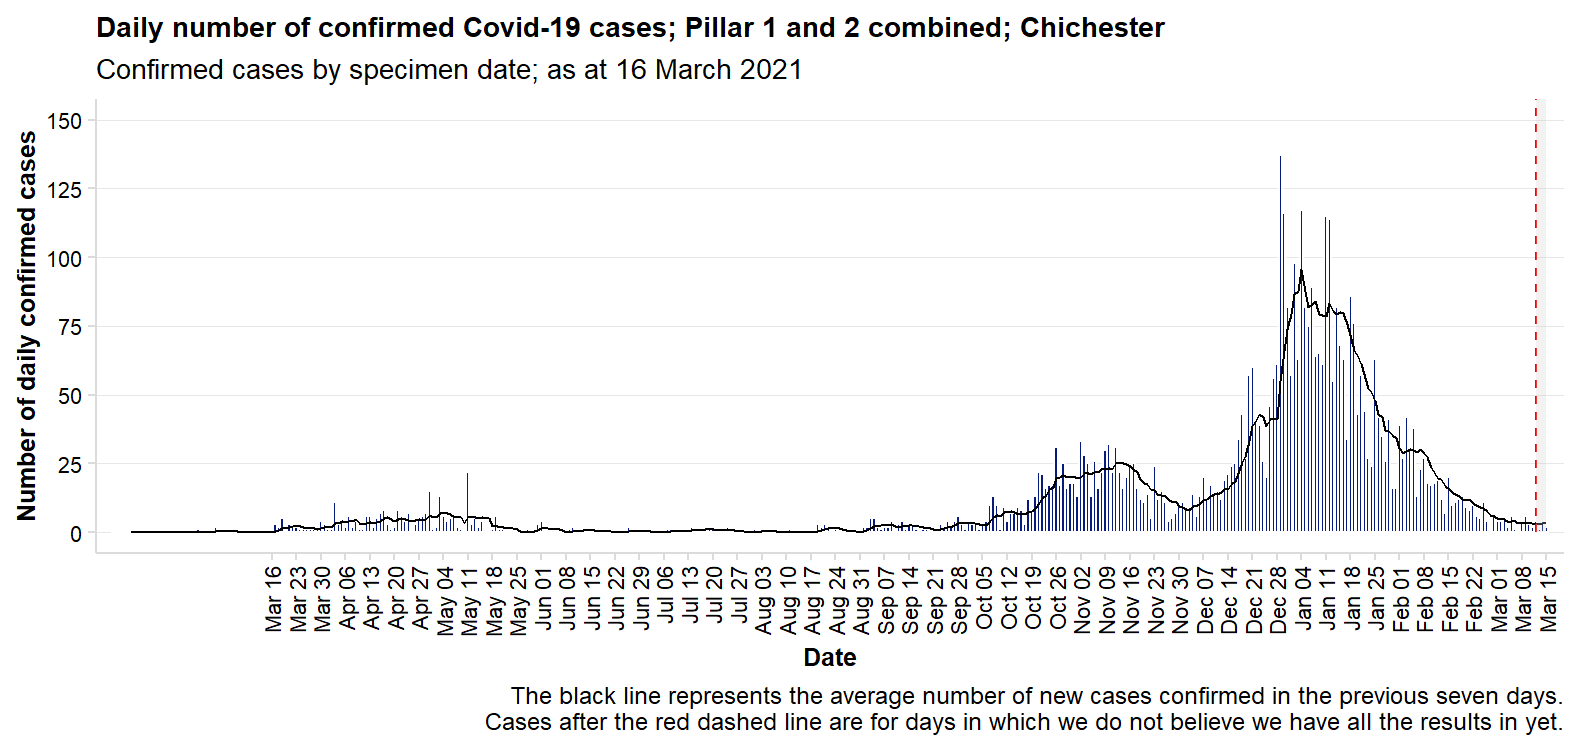 Daily number of confirmed Covid-19 cases; Pillar 1 and 2 combined; Chichester
Confirmed cases by specimen date; as at 16 March 2021
Number of daily confirmed cases
150
125
100
75
50
25
0
Mar 16
Mar 23
Mar 30
Apr 06
Apr 13
Apr 20
Apr 27
May 04
May 11
May 18
May 25
Jun 01
Jun 08
Jun 15
Jun 22
Jun 29
Jul 06
Jul 13
Jul 20
Jul 27
Aug 03
Aug 10
Aug 17
Aug 24
Aug 31
Sep 07
Sep 14
Sep 21
Sep 28
Oct 05
Oct 12
Oct 19
Oct 26
Nov 02
Nov 09
Nov 16
Nov 23
Nov 30
Dec 07
Dec 14
Dec 21
Dec 28
Jan 04
Jan 11
Jan 18
Jan 25
Feb 01
Feb 08
Feb 15
Feb 22
Mar 01
Mar 08
Mar 15
Date
The black line represents the average number of new cases confirmed in the previous seven days.
Cases after the red dashed line are for days in which we do not believe we have all the results in yet.